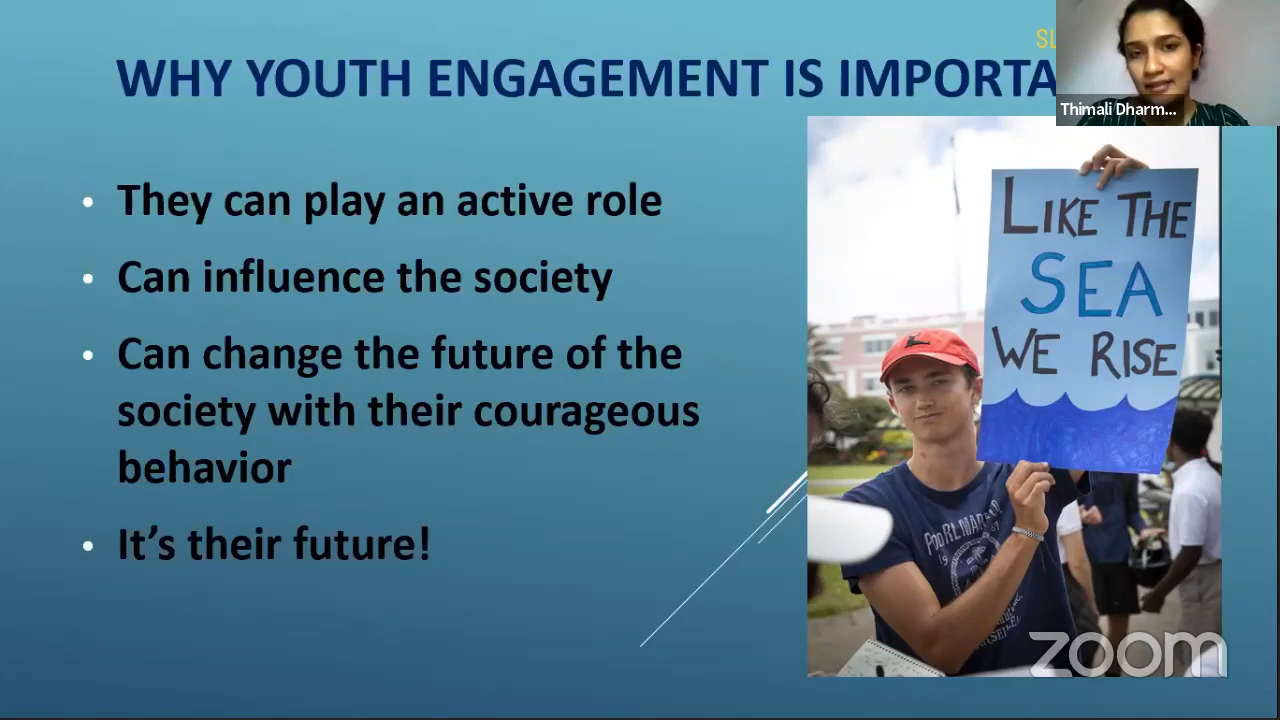 SL
WHY YOUTH ENGAGEMENT IS IMPORTA
Thimali Dharm...
• They can play an active role
• Can influence the society
• Can change the future of the
society with their courageous
behavior
• It's their future!
LIKE THE
SEA
WE RISE
zoom